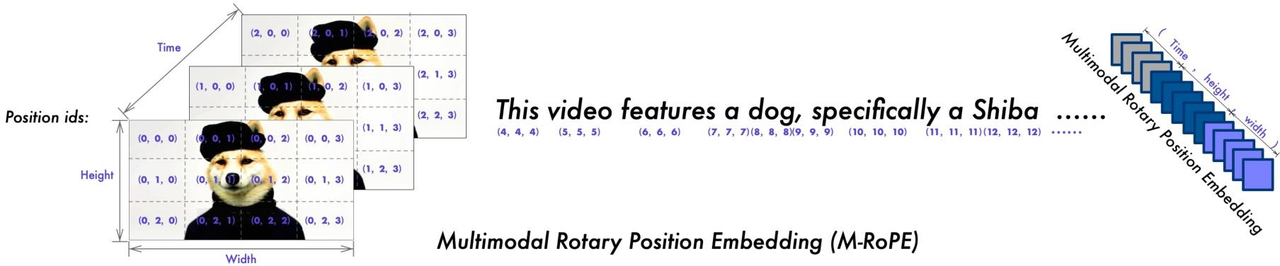 Time
Position ids:
Height
Width
(2, 0, 0) (2, 0, 1) (2, 0, 2) (2, 0, 3)
(2, 1, 3)
(2, 2, 3)
(1, 0, 0) (1, 0, 1) (1, 0, 2) (1, 0, 3)
(1, 1, 3)
(1, 2, 3)
(0, 0, 0) (0, 0, 1) (0, 0, 2) (0, 0, 3)
(0, 1, 0) (0, 1, 1) (0, 1, 2) (0, 1, 3)
(0, 2, 0) (0, 2, 1) (0, 2, 2) (0, 2, 3)
This video features a dog, specifically a Shiba ......
(4, 4, 4) (5, 5, 5) (6, 6, 6) (7, 7, 7) (8, 8, 8) (9, 9, 9) (10, 10, 10) (11, 11, 11) (12, 12, 12) ......
Multimodal Rotary Position Embedding (M-RoPE)
( Time , height , width )
Multimodal Rotary Position Embedding